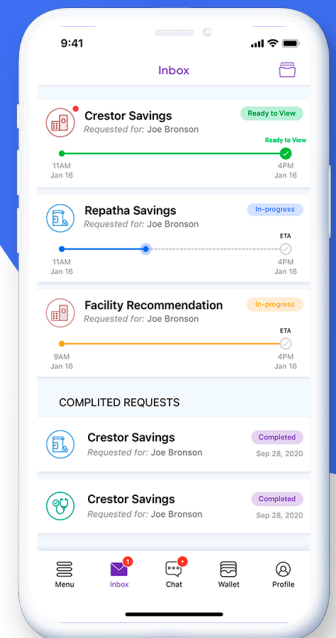 9:41
Inbox
Crestor Savings
Ready to View
Requested for: Joe Bronson
Ready to View
11AM
4PM
Jan 16
Jan 16
Repatha Savings
In-progress
Requested for: Joe Bronson
ETA
11AM
4PM
Jan 16
Jan 16
Facility Recommendation
In-progress
Requested for: Joe Bronson
ETA
9AM
4PM
Jan 16
Jan 16
COMPLITED REQUESTS
Crestor Savings
Completed
Requested for: Joe Bronson
Sep 28, 2020
Crestor Savings
Completed
Requested for: Joe Bronson
Sep 28, 2020
1
Menu
Inbox
Chat
Wallet
Profile